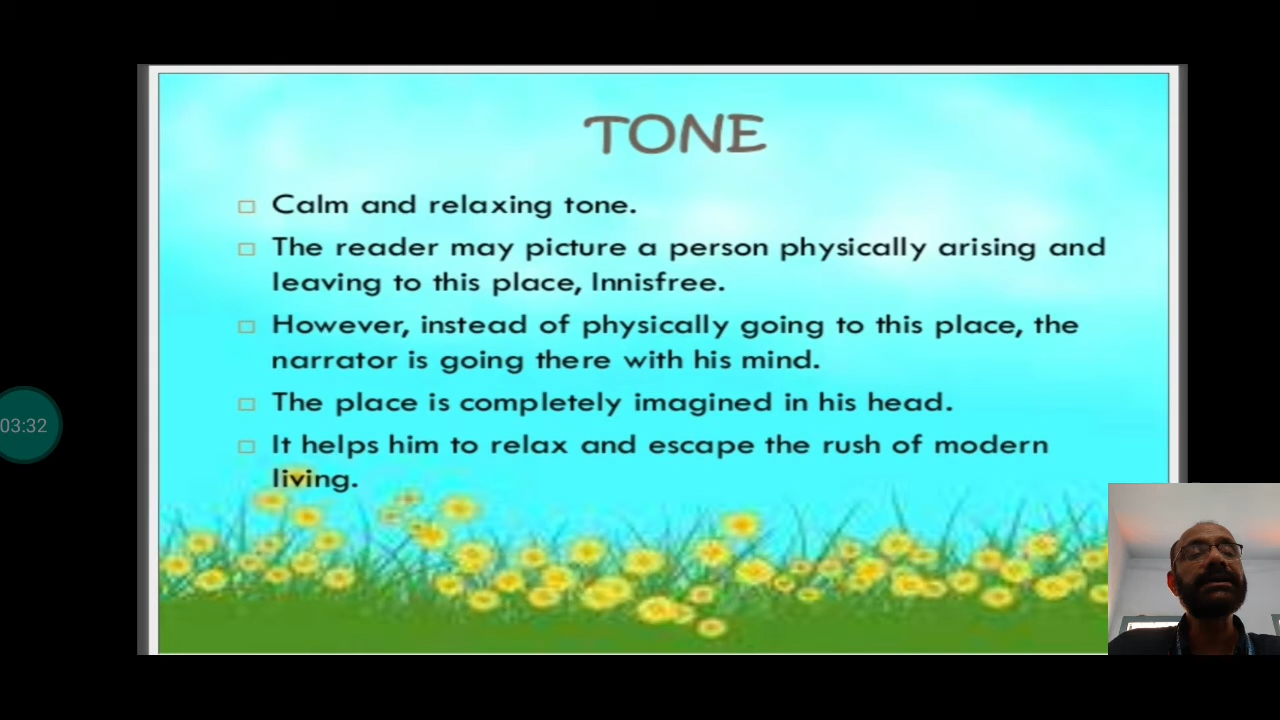 TONE
Calm and relaxing tone.
The reader may picture a person physically arising and
leaving to this place, Innisfree.
However, instead of physically going to this place, the
narrator is going there with his mind.
The place is completely imagined in his head.
It helps him to relax and escape the rush of modern
living.
03:32